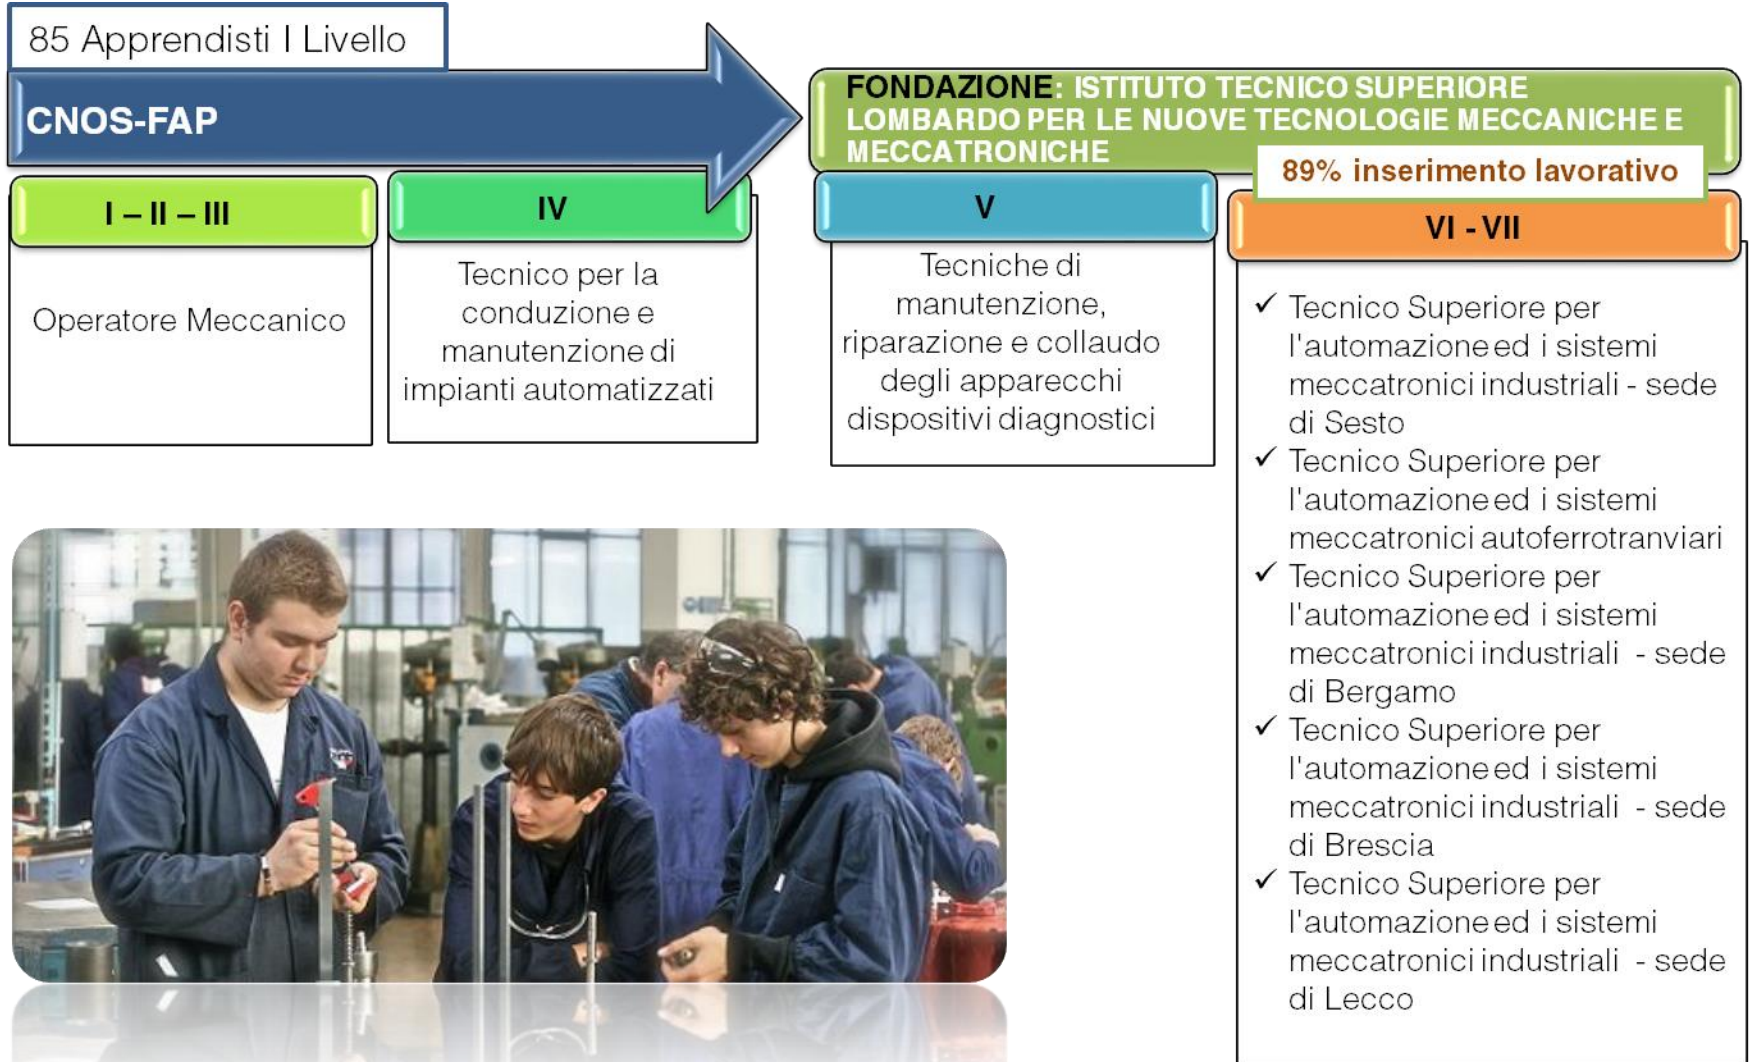 85 Apprendisti I Livello
CNOS-FAP
FONDAZIONE: ISTITUTO TECNICO SUPERIORE
LOMBARDO PER LE NUOVE TECNOLOGIE MECCANICHE E
MECCATRONICHE
89% inserimento lavorativo
I – II – III
Operatore Meccanico
IV
Tecnico per la
conduzione e
manutenzione di
impianti automatizzati
V
Tecniche di
manutenzione,
riparazione e collaudo
degli apparecchi
dispositivi diagnostici
VI - VII
✓ Tecnico Superiore per
l'automazione ed i sistemi
meccatronici industriali - sede
di Sesto
✓ Tecnico Superiore per
l'automazione ed i sistemi
meccatronici autoferrotranviari
✓ Tecnico Superiore per
l'automazione ed i sistemi
meccatronici industriali - sede
di Bergamo
✓ Tecnico Superiore per
l'automazione ed i sistemi
meccatronici industriali - sede
di Brescia
✓ Tecnico Superiore per
l'automazione ed i sistemi
meccatronici industriali - sede
di Lecco